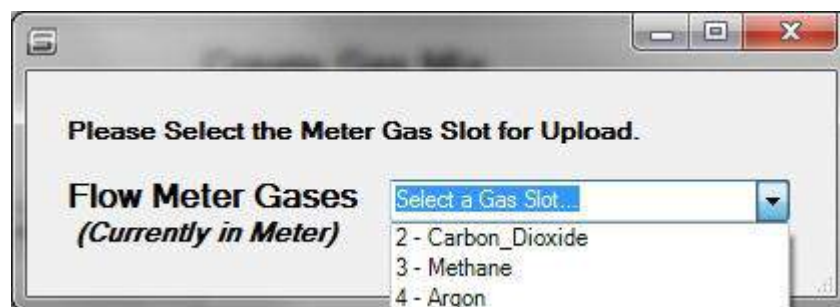 Please Select the Meter Gas Slot for Upload.
Flow Meter Gases
Select a Gas Slot...
(Currently in Meter)
2 - Carbon_Dioxide
3 - Methane
4 - Argon